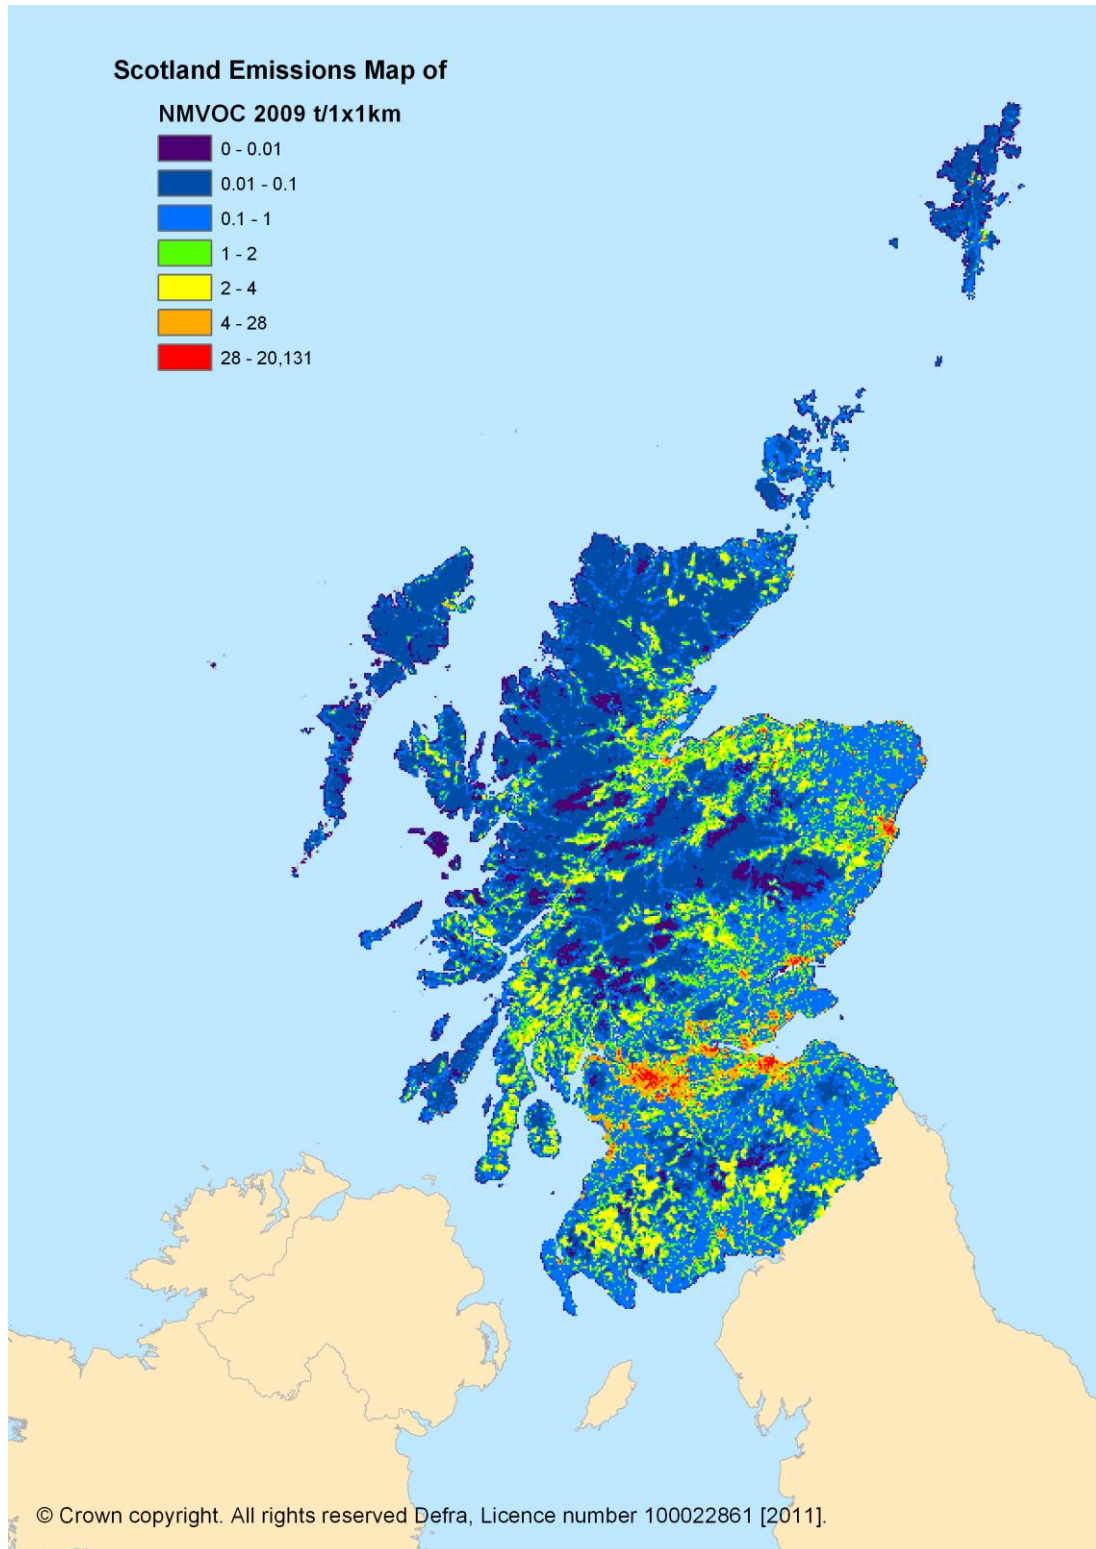 Scotland Emissions Map of
NMVOC 2009 t/1x1km
0 - 0.01
0.01 - 0.1
0.1 - 1
1 - 2
2 - 4
4 - 28
28 - 20,131
© Crown copyright. All rights reserved Defra, Licence number 100022861 [2011].